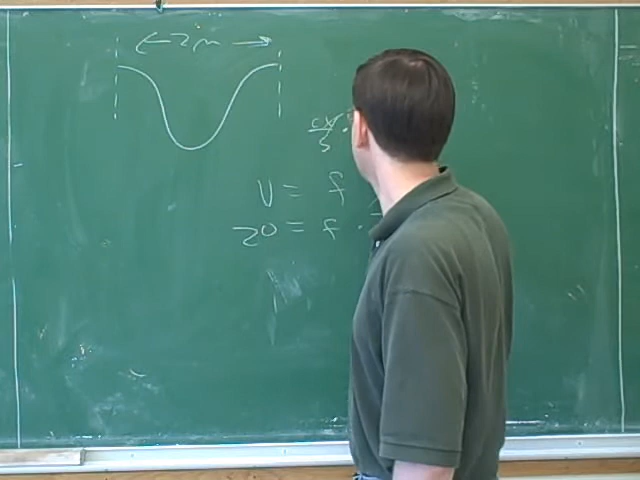 ← 2m →
V = f
20 = f ·